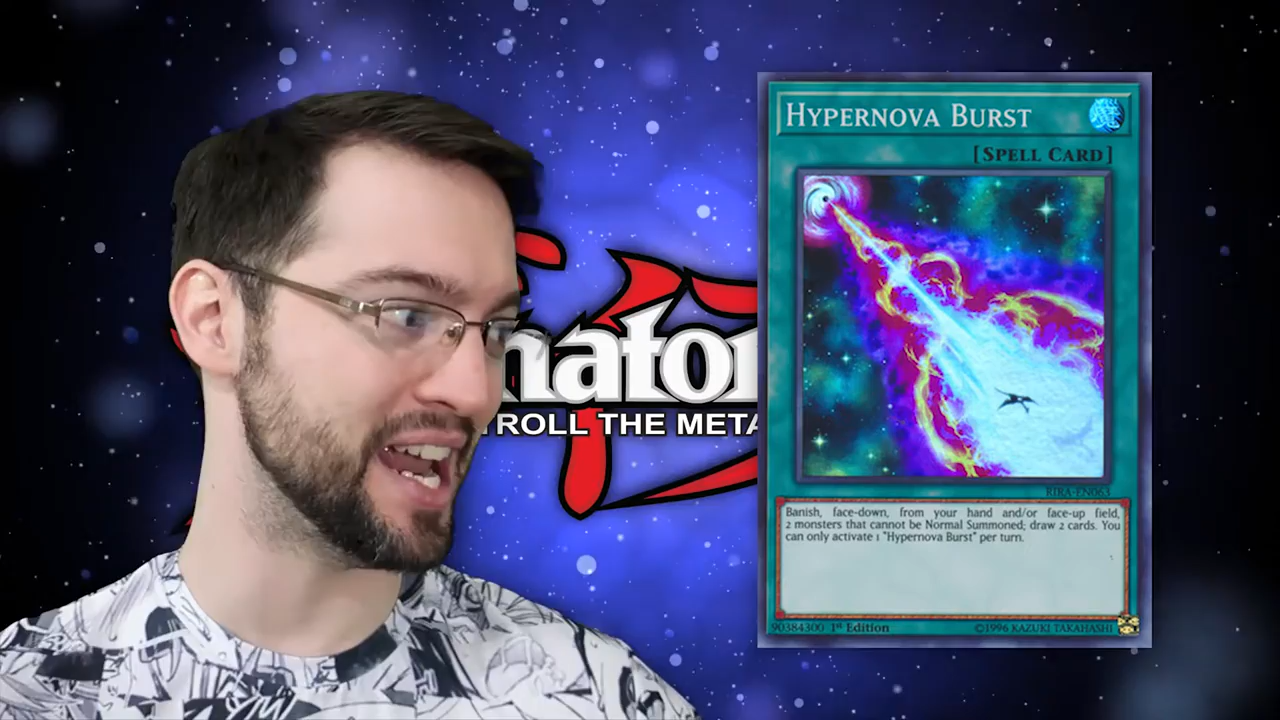 Hypernova Burst
[Spell Card]
nator
TROLL THE META
RIRA-EN063
Banish, face-down, from your hand and/or face-up field,
2 monsters that cannot be Normal Summoned; draw 2 cards. You
can only activate 1 "Hypernova Burst" per turn.
90384300 1st Edition
©1996 KAZUKI TAKAHASHI